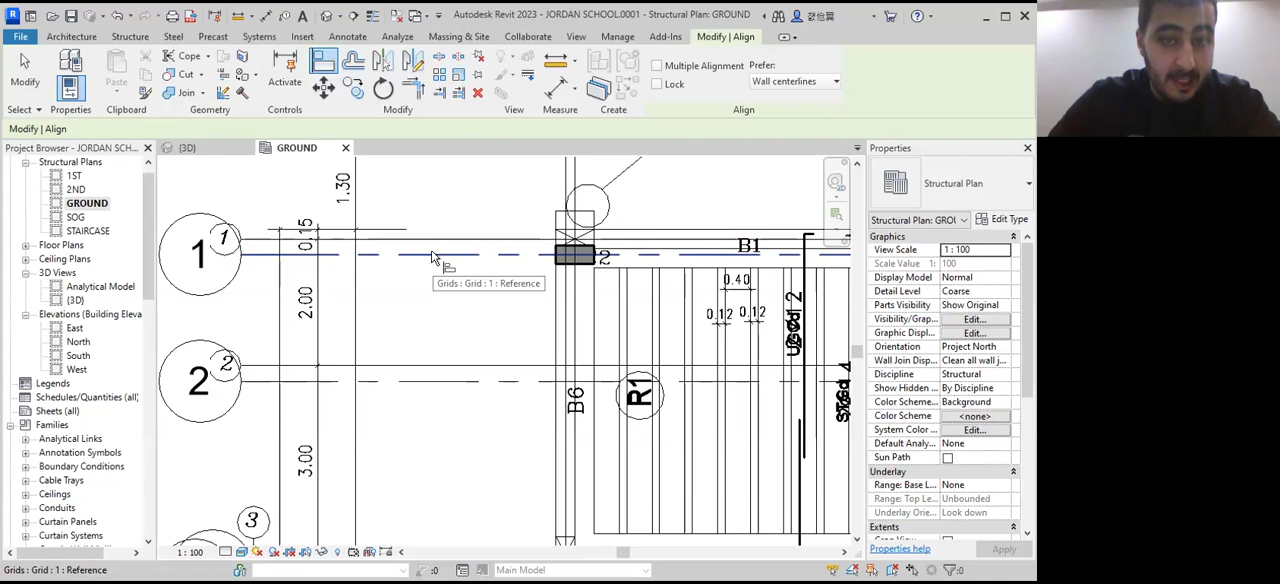 Autodesk Revit 2023 - JORDAN SCHOOL.0001 - Structural Plan: GROUND
File Architecture Structure Steel Precast Systems Insert Annotate Analyze Massing & Site Collaborate View Manage Add-Ins Modify | Align
Modify
Properties
Paste
Cope
Cut
Join
Activate
Multiple Alignment
Lock
Prefer:
Wall centerlines
Select Properties Clipboard Geometry Controls Modify View Measure Create Align
Modify | Align
Project Browser - JORDAN SCH...
Structural Plans
1ST
2ND
GROUND
SOG
STAIRCASE
Floor Plans
Ceiling Plans
3D Views
Analytical Model
{3D}
Elevations (Building Eleva
East
North
South
West
Legends
Schedules/Quantities (all)
Sheets (all)
Families
Analytical Links
Annotation Symbols
Boundary Conditions
Cable Trays
Ceilings
Conduits
Curtain Panels
Curtain Systems
{3D}
GROUND
1.30
0.15
1
1
2.00
2
2
3.00
3
2
B1
0.40
0.12
0.12
B6
R1
Grids : Grid : 1 : Reference
Properties
Structural Plan
Structural Plan: GROU
Edit Type
Graphics
View Scale 1 : 100
Scale Value 1: 100
Display Model Normal
Detail Level Coarse
Parts Visibility Show Original
Visibility/Grap... Edit...
Graphic Displ... Edit...
Orientation Project North
Wall Join Disp... Clean all wall j...
Discipline Structural
Show Hidden ... By Discipline
Color Scheme... Background
Color Scheme <none>
System Color ... Edit...
Default Analy... None
Sun Path
Underlay
Range: Base L... None
Range: Top Le... Unbounded
Underlay Orie... Look down
Extents
Properties help
Apply
1 : 100
Grids : Grid : 1 : Reference
:0
Main Model
:0